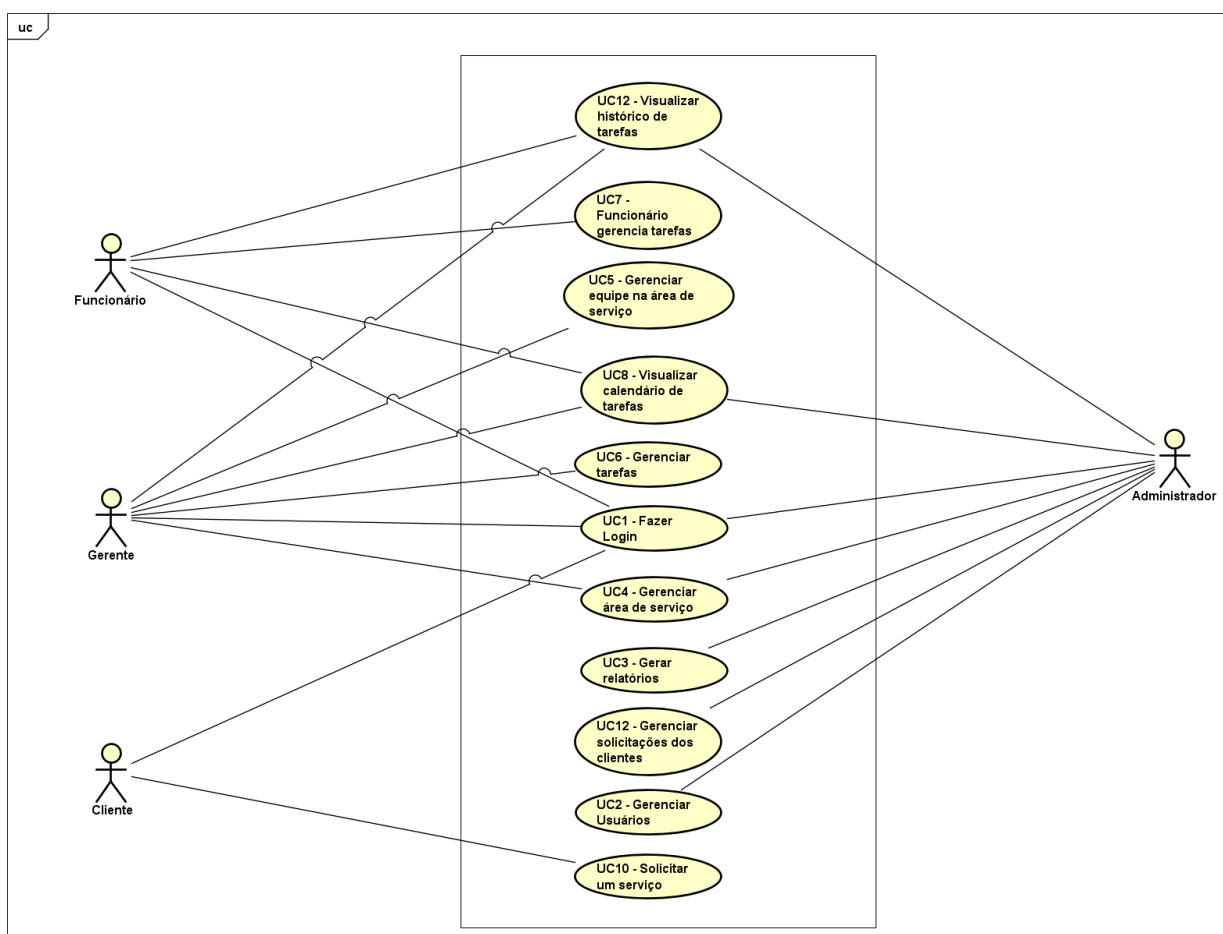 uc
UC12 - Visualizar
histórico de
tarefas
UC7 -
Funcionário
gerencia tarefas
Funcionário
UC5 - Gerenciar
equipe na área de
serviço
UC8 - Visualizar
calendário de
tarefas
UC6 - Gerenciar
tarefas
Administrador
UC1 - Fazer
Login
Gerente
UC4 - Gerenciar
área de serviço
UC3 - Gerar
relatórios
UC12 - Gerenciar
solicitações dos
clientes
UC2 - Gerenciar
Usuários
Cliente
UC10 - Solicitar
um serviço